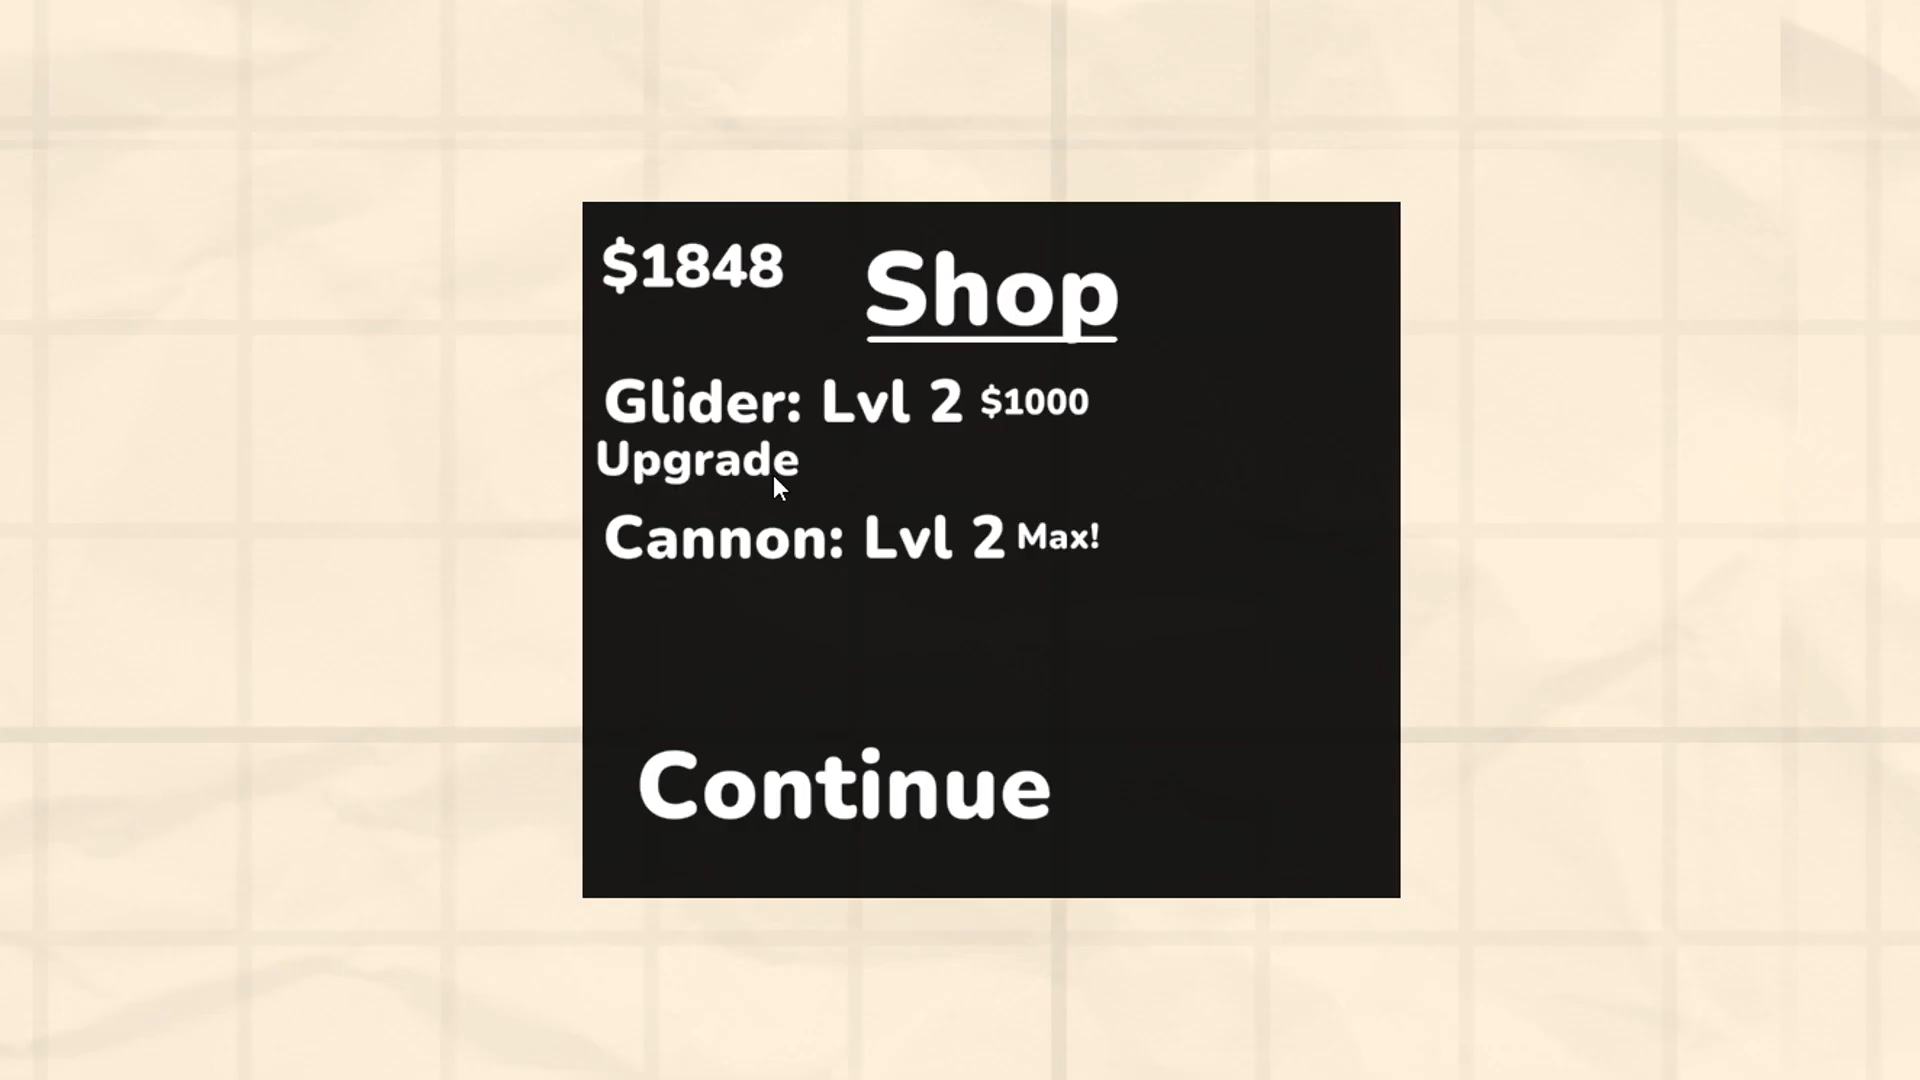 $1848
Shop
Glider: Lvl 2 $1000
Upgrade
Cannon: Lvl 2 Max!
Continue